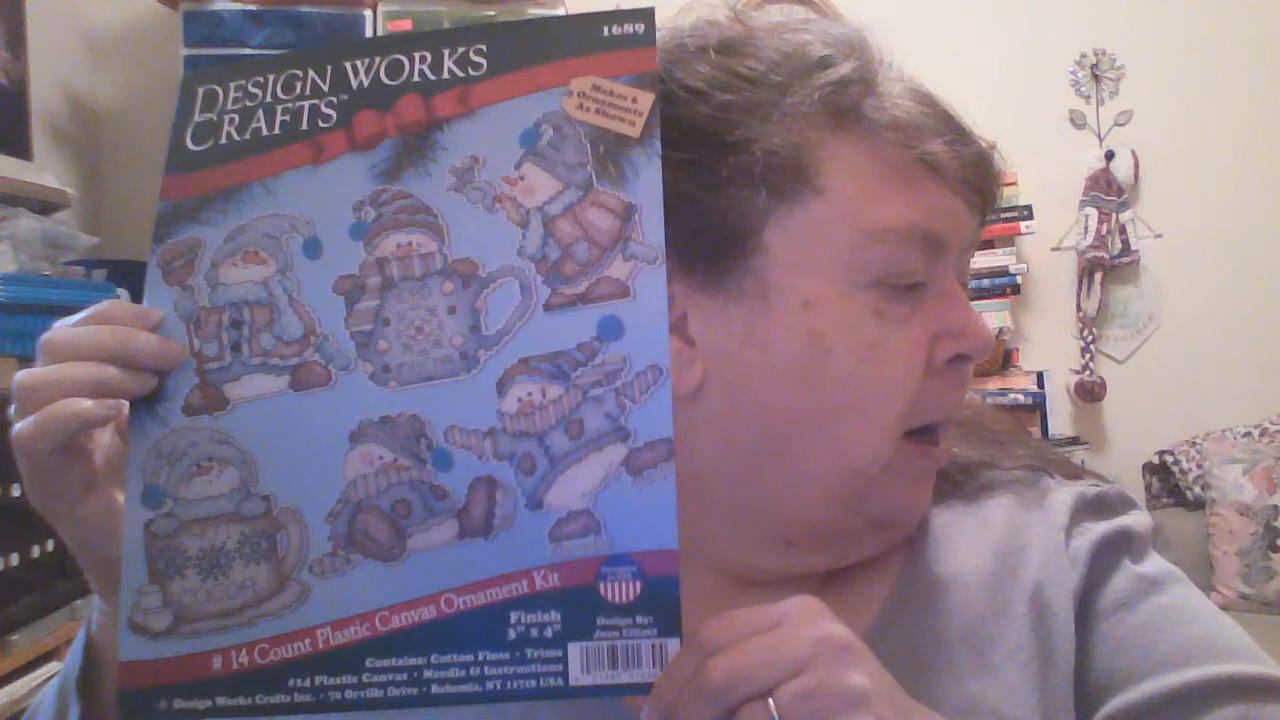 1689
DESIGN WORKS
CRAFTS™
Makes 6
Ornaments
As Shown
COCOA
# 14 Count Plastic Canvas Ornament Kit
Finish
3" x 4"
Design By:
Joan Elliott
Contains: Cotton Floss · Trims
#14 Plastic Canvas · Needle & Instructions
© Design Works Crafts Inc. · 70 Orville Drive · Bohemia, NY 11716 USA